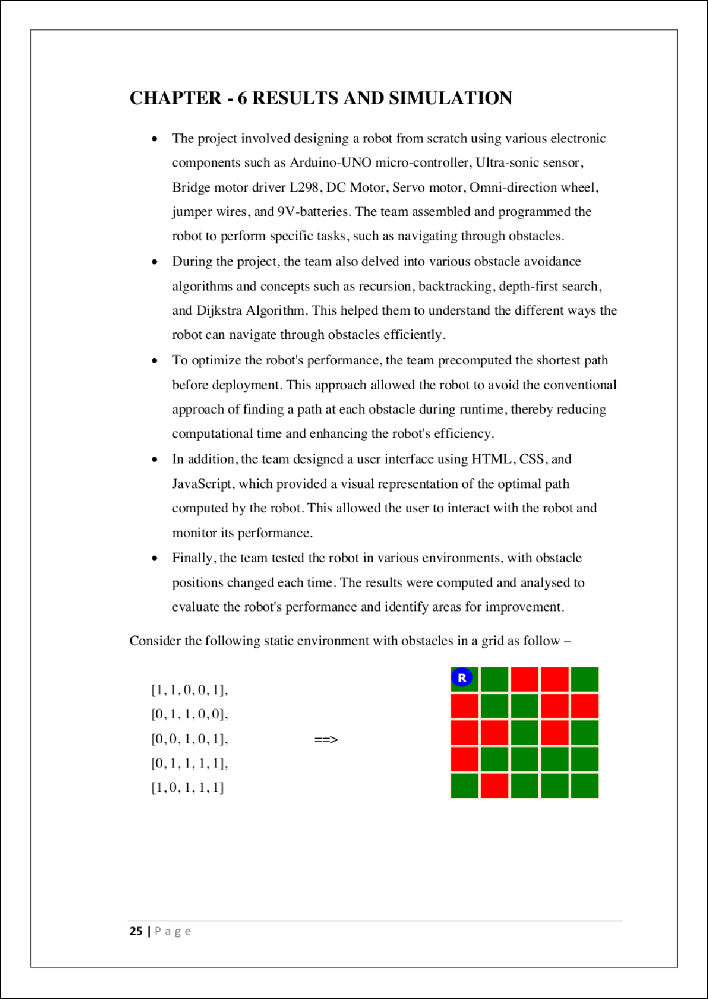 CHAPTER - 6 RESULTS AND SIMULATION
• The project involved designing a robot from scratch using various electronic
components such as Arduino-UNO micro-controller, Ultra-sonic sensor,
Bridge motor driver L298, DC Motor, Servo motor, Omni-direction wheel,
jumper wires, and 9V-batteries. The team assembled and programmed the
robot to perform specific tasks, such as navigating through obstacles.
• During the project, the team also delved into various obstacle avoidance
algorithms and concepts such as recursion, backtracking, depth-first search,
and Dijkstra Algorithm. This helped them to understand the different ways the
robot can navigate through obstacles efficiently.
• To optimize the robot's performance, the team precomputed the shortest path
before deployment. This approach allowed the robot to avoid the conventional
approach of finding a path at each obstacle during runtime, thereby reducing
computational time and enhancing the robot's efficiency.
• In addition, the team designed a user interface using HTML, CSS, and
JavaScript, which provided a visual representation of the optimal path
computed by the robot. This allowed the user to interact with the robot and
monitor its performance.
• Finally, the team tested the robot in various environments, with obstacle
positions changed each time. The results were computed and analysed to
evaluate the robot's performance and identify areas for improvement.
Consider the following static environment with obstacles in a grid as follow –
[1, 1, 0, 0, 1],
[0, 1, 1, 0, 0],
[0, 0, 1, 0, 1],
[0, 1, 1, 1, 1],
[1, 0, 1, 1, 1]
==>
R
25 | P a g e